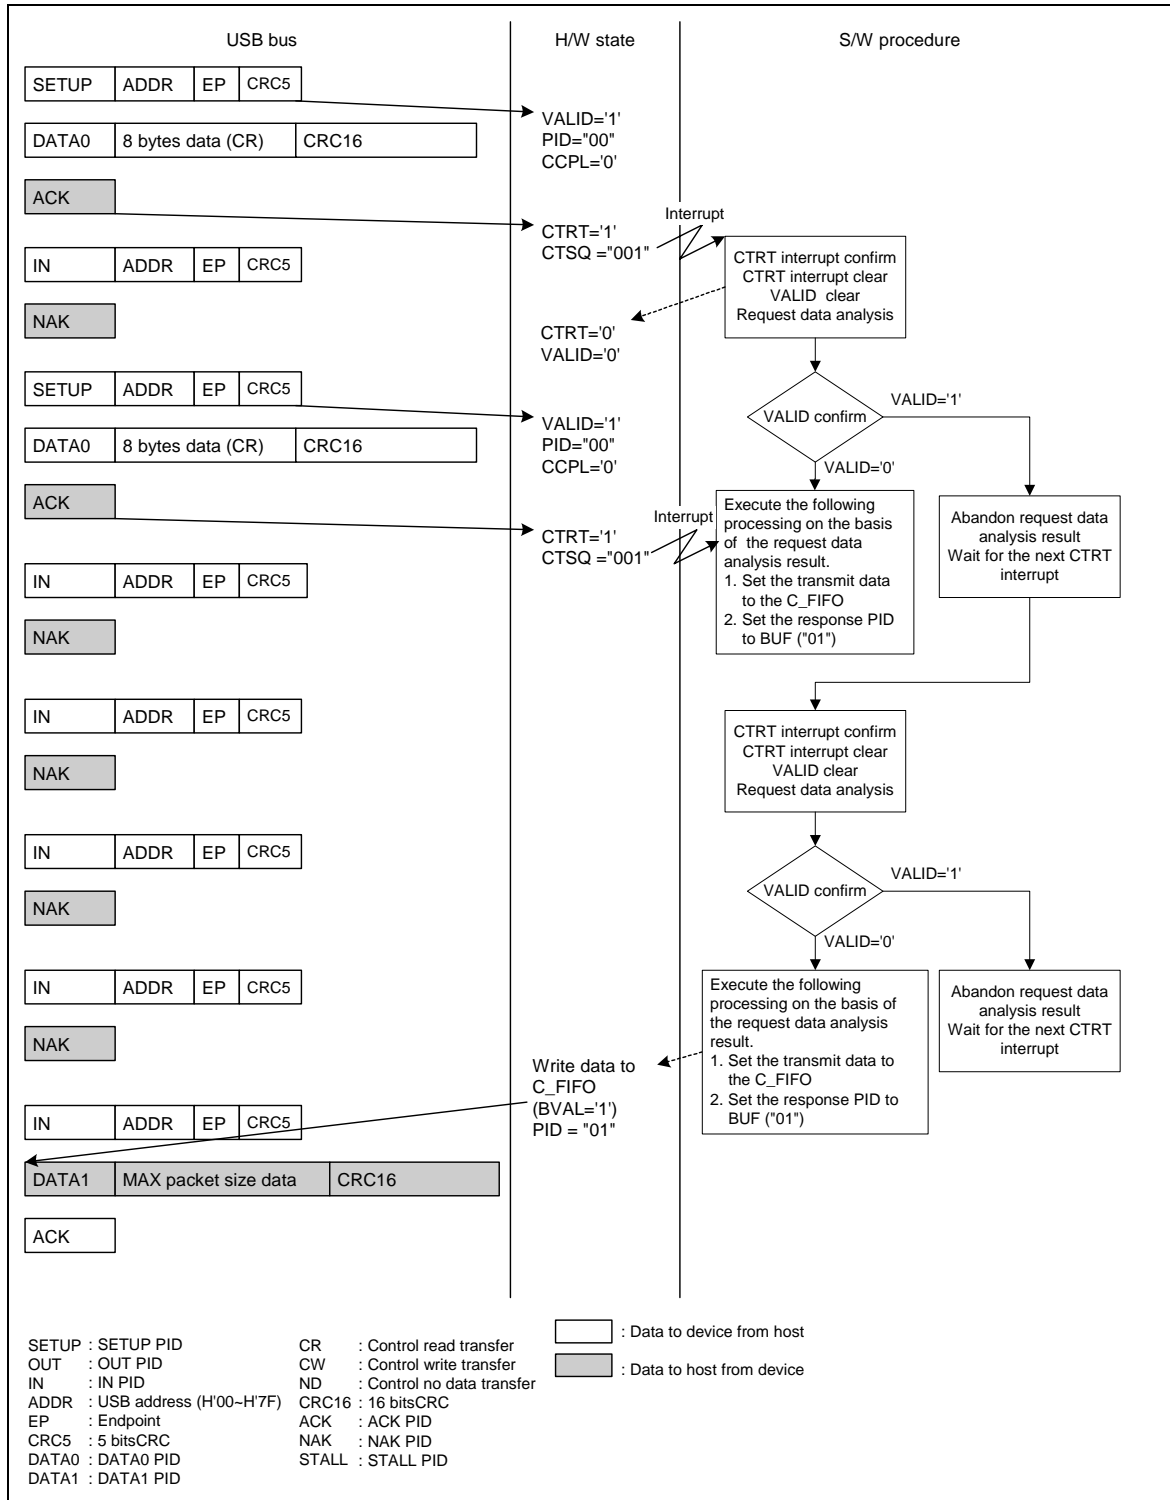 USB bus
H/W state
S/W procedure
SETUP ADDR EP CRC5
VALID='1'
PID="00"
CCPL='0'
DATA0 8 bytes data (CR) CRC16
ACK
Interrupt
CTRT='1'
CTSQ ="001"
CTRT interrupt confirm
CTRT interrupt clear
VALID clear
Request data analysis
IN ADDR EP CRC5
NAK
CTRT='0'
VALID='0'
SETUP ADDR EP CRC5
VALID confirm
VALID='1'
VALID='1'
PID="00"
CCPL='0'
DATA0 8 bytes data (CR) CRC16
VALID='0'
ACK
Interrupt
CTRT='1'
CTSQ ="001"
Execute the following
processing on the basis
of the request data
analysis result.
1. Set the transmit data
to the C_FIFO
2. Set the response PID
to BUF ("01")
Abandon request data
analysis result
Wait for the next CTRT
interrupt
IN ADDR EP CRC5
NAK
IN ADDR EP CRC5
NAK
CTRT interrupt confirm
CTRT interrupt clear
VALID clear
Request data analysis
IN ADDR EP CRC5
NAK
VALID confirm
VALID='1'
VALID='0'
IN ADDR EP CRC5
NAK
Execute the following
processing on the basis of
the request data analysis
result.
1. Set the transmit data to
the C_FIFO
2. Set the response PID to
BUF ("01")
Abandon request data
analysis result
Wait for the next CTRT
interrupt
Write data to
C_FIFO
(BVAL='1')
PID = "01"
IN ADDR EP CRC5
DATA1 MAX packet size data CRC16
ACK
SETUP : SETUP PID
OUT : OUT PID
IN : IN PID
ADDR : USB address (H'00~H'7F)
EP : Endpoint
CRC5 : 5 bitsCRC
DATA0 : DATA0 PID
DATA1 : DATA1 PID
CR : Control read transfer
CW : Control write transfer
ND : Control no data transfer
CRC16 : 16 bitsCRC
ACK : ACK PID
NAK : NAK PID
STALL : STALL PID
: Data to device from host
: Data to host from device